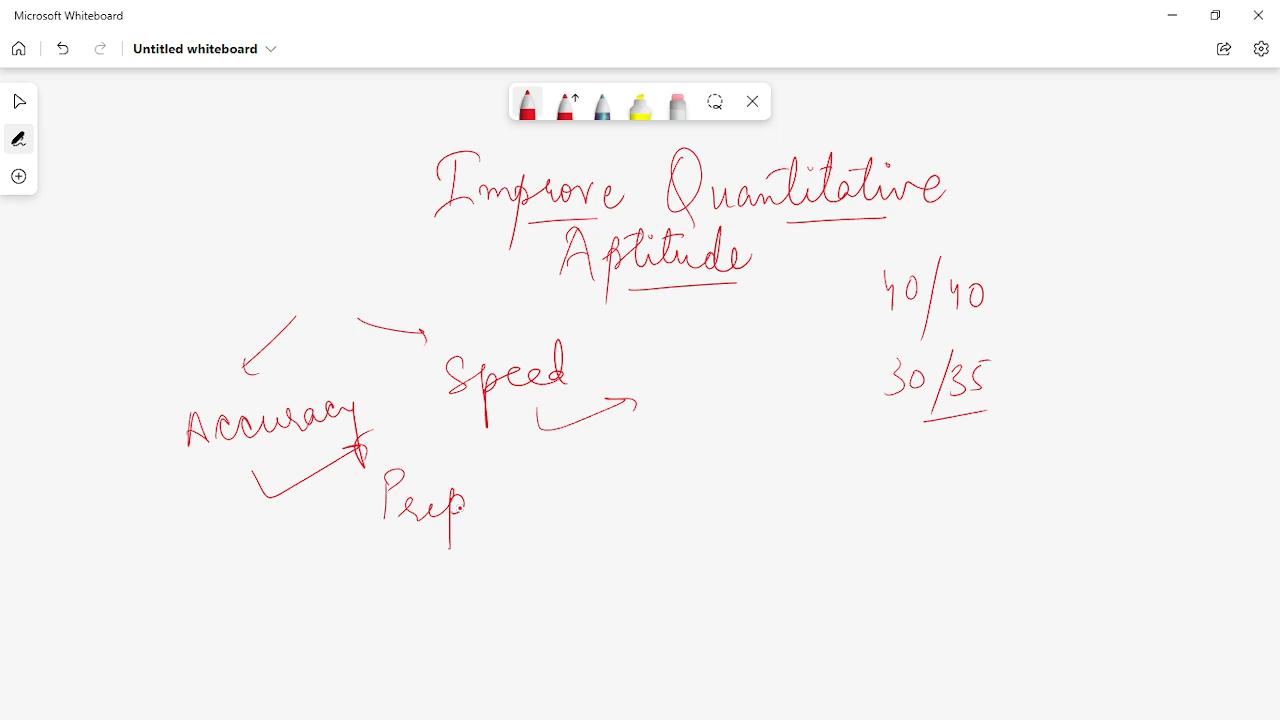 Microsoft Whiteboard
Untitled whiteboard
Improve Quantitative
Aptitude
40/40
30/35
Speed
Accuracy
Prep